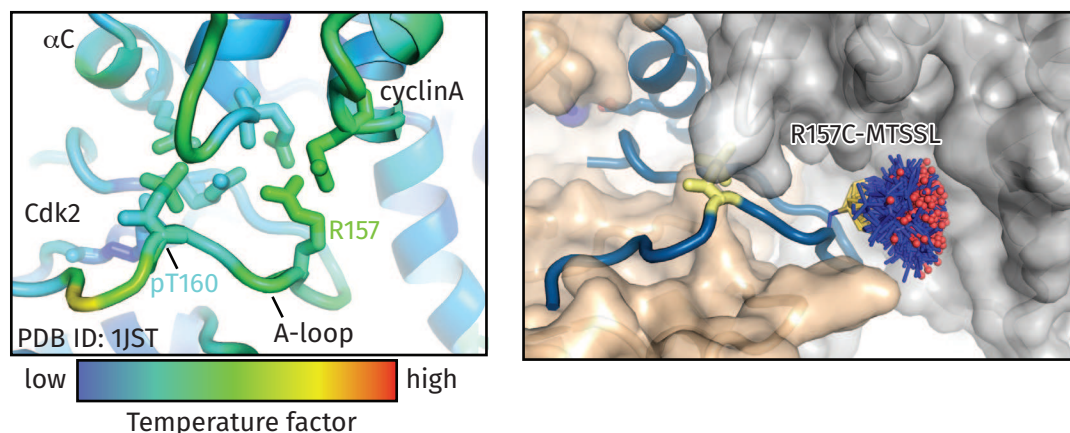 αC
cyclinA
Cdk2
R157
pT160
A-loop
PDB ID: 1JST
low
high
Temperature factor
R157C-MTSSL